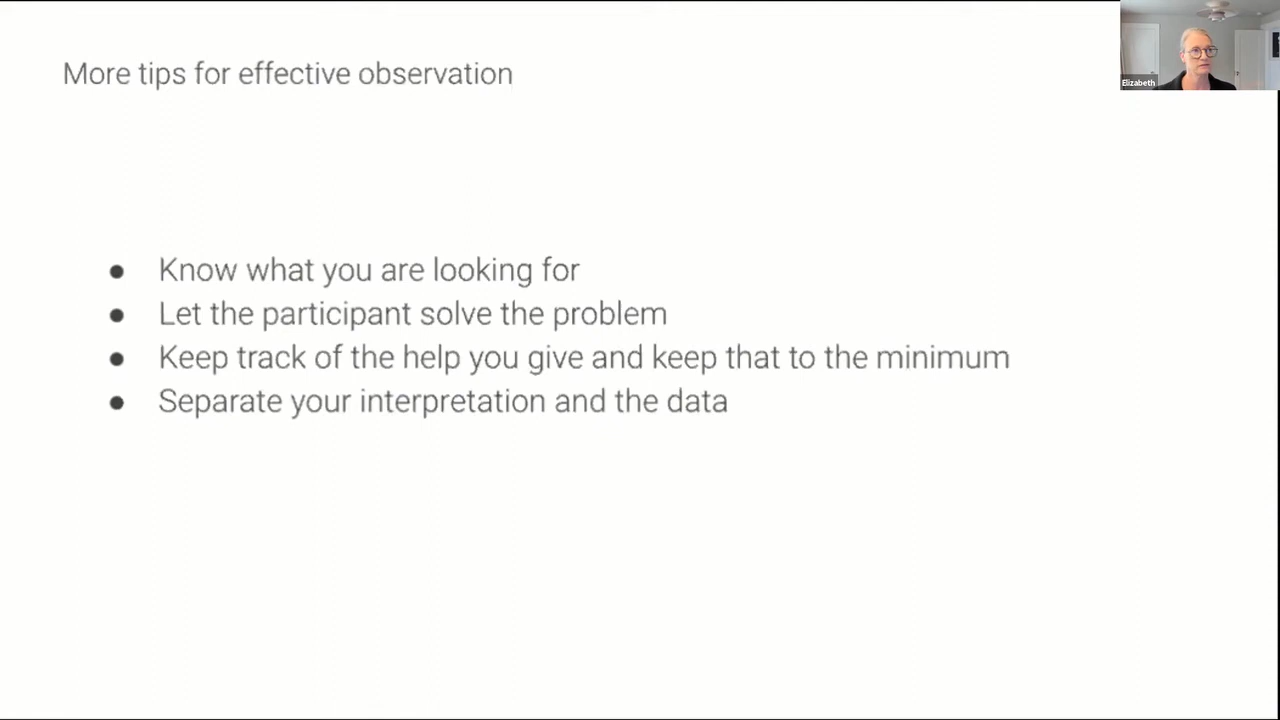 More tips for effective observation
Elizabeth
● Know what you are looking for
● Let the participant solve the problem
● Keep track of the help you give and keep that to the minimum
● Separate your interpretation and the data